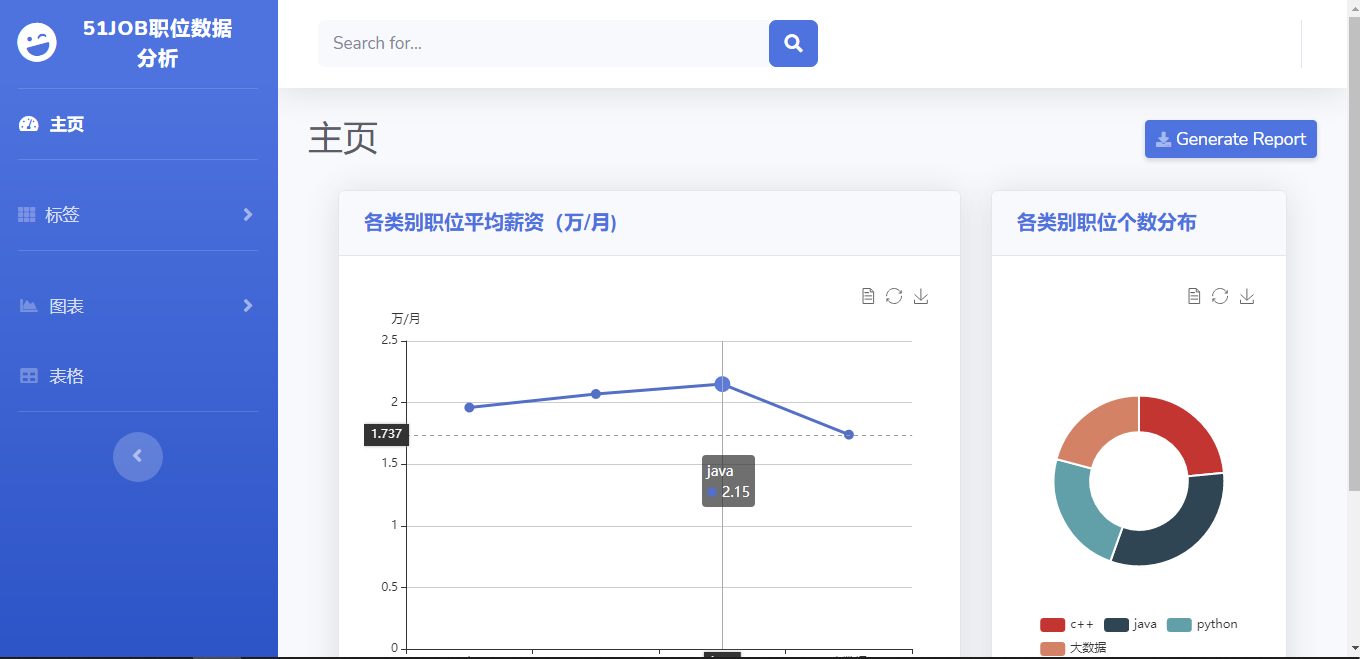 51JOB职位数据
分析
主页
标签
图表
表格
Search for...
主页
Generate Report
各类别职位平均薪资（万/月)
万/月
2.5
2
1.737
1.5
1
0.5
0
java
2.15
各类别职位个数分布
c++ java python
大数据